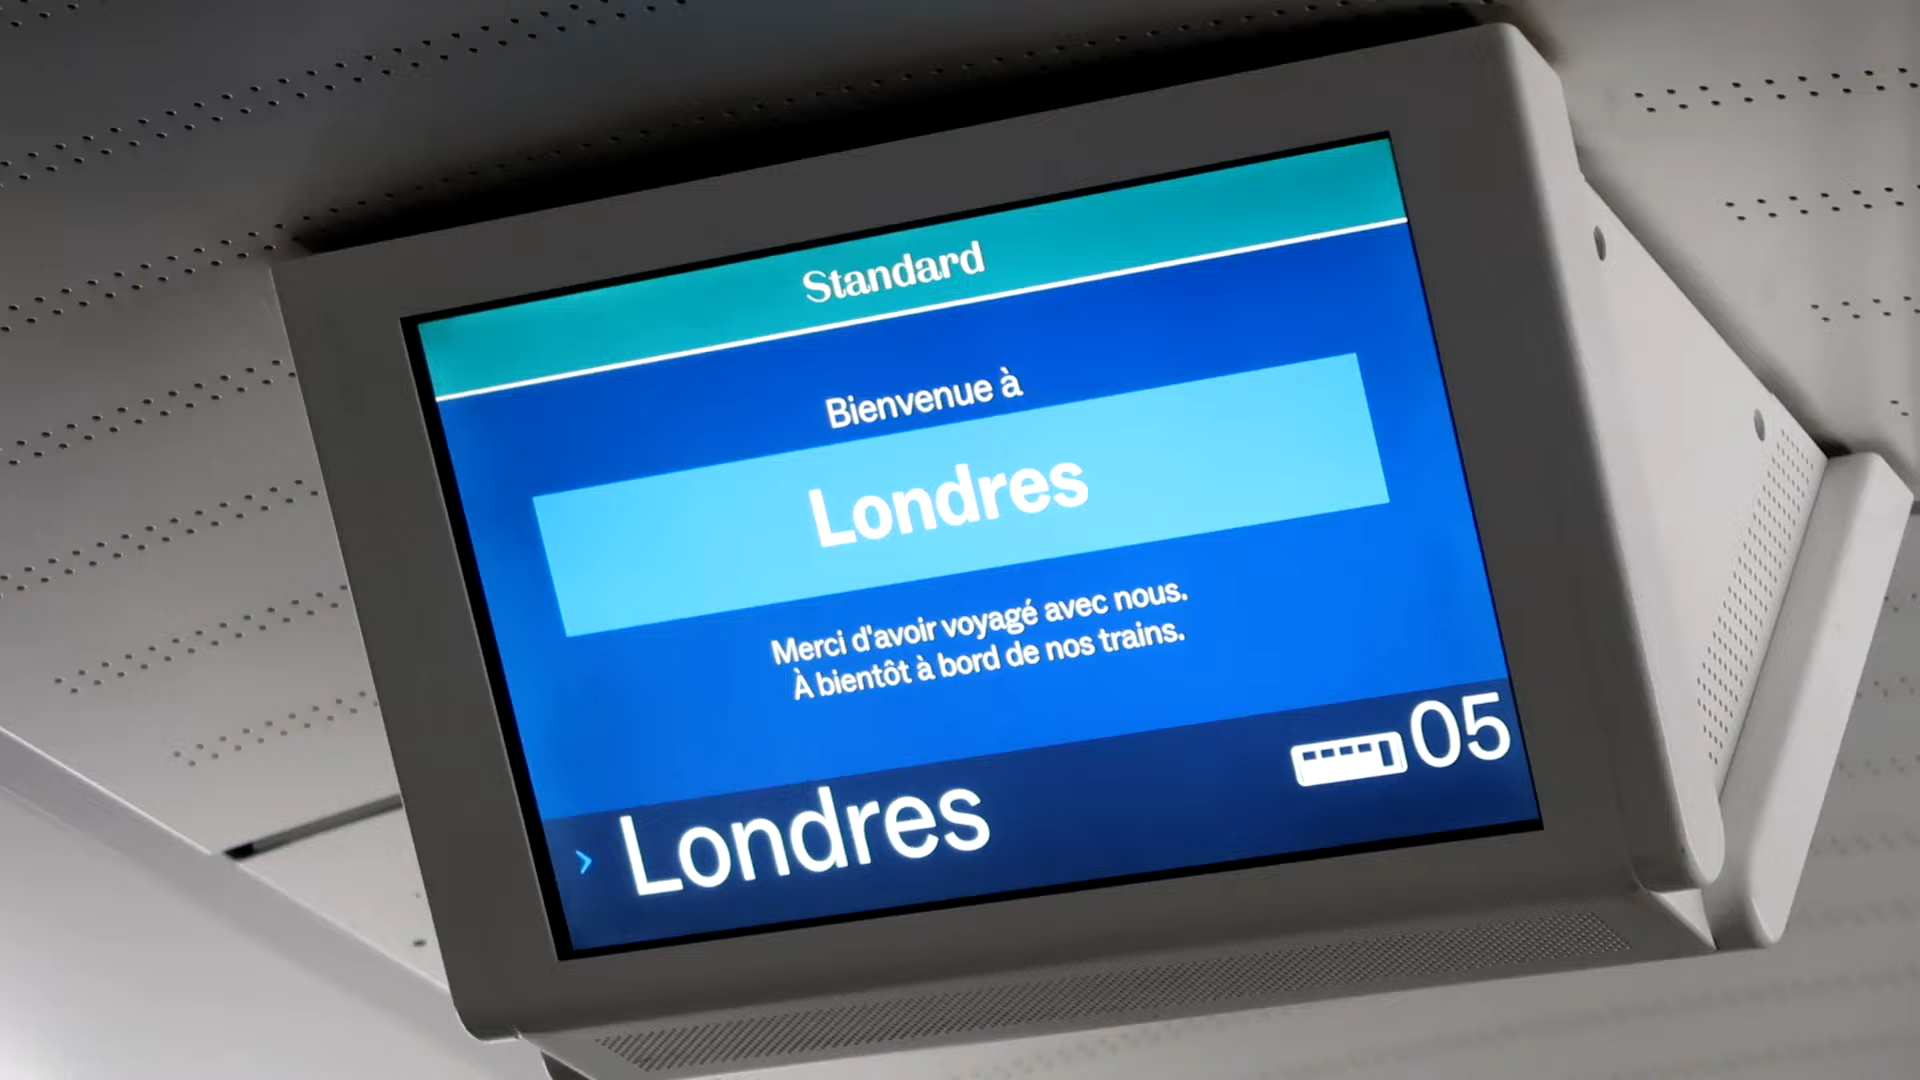 Standard
Bienvenue à
Londres
Merci d'avoir voyagé avec nous.
À bientôt à bord de nos trains.
› Londres 05